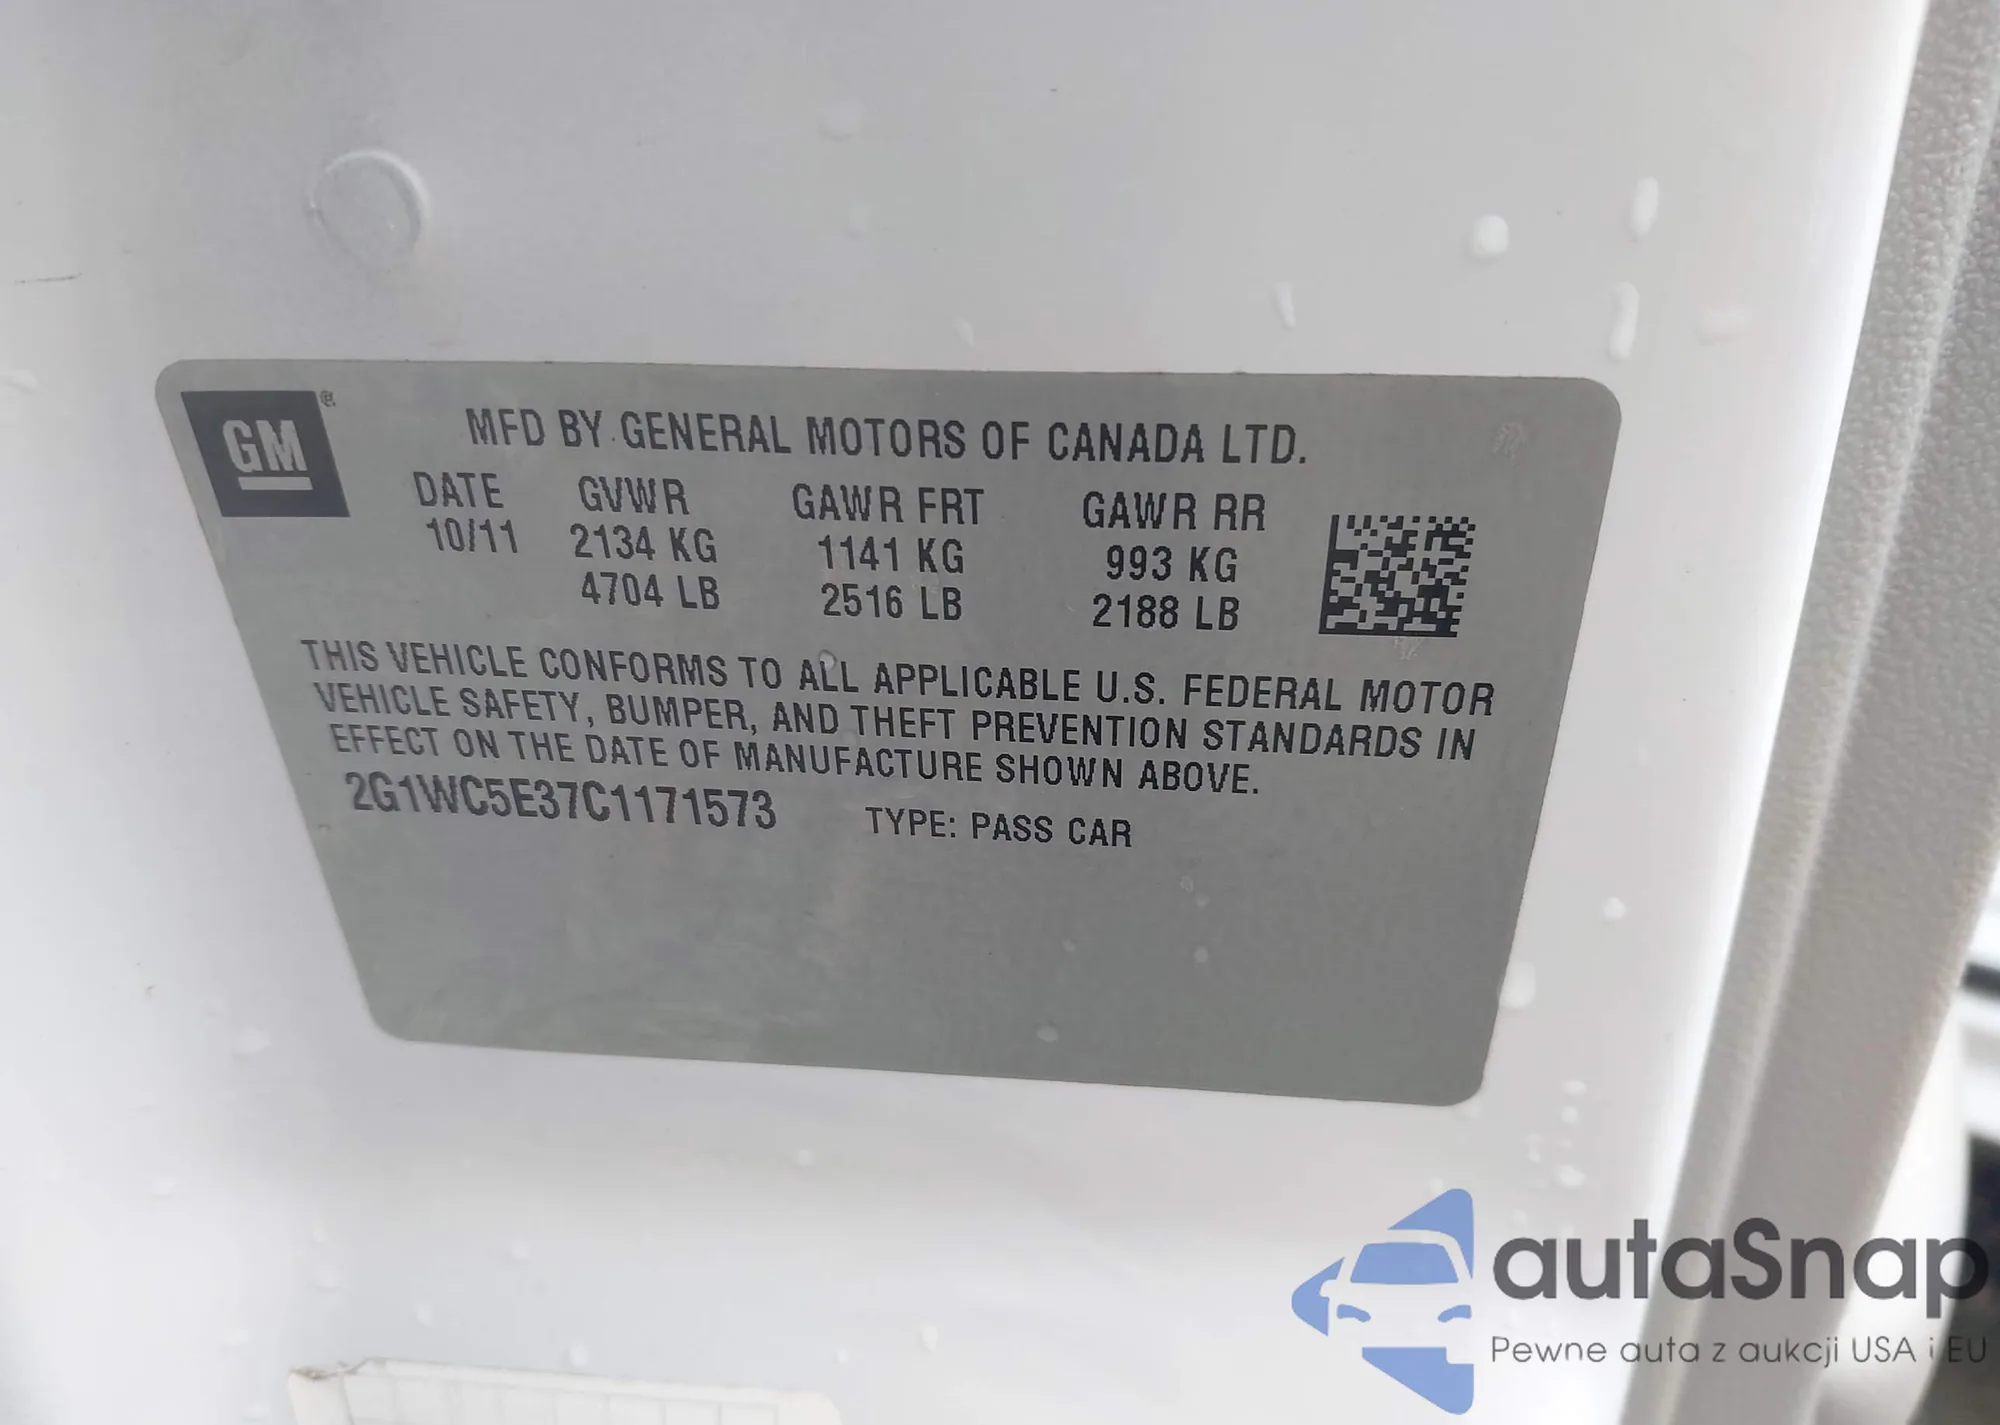 GM
MFD BY GENERAL MOTORS OF CANADA LTD.
DATE GVWR GAWR FRT GAWR RR
10/11 2134 KG 1141 KG 993 KG
4704 LB 2516 LB 2188 LB
THIS VEHICLE CONFORMS TO ALL APPLICABLE U.S. FEDERAL MOTOR
VEHICLE SAFETY, BUMPER, AND THEFT PREVENTION STANDARDS IN
EFFECT ON THE DATE OF MANUFACTURE SHOWN ABOVE.
2G1WC5E37C1171573 TYPE: PASS CAR
autaSnap
Pewne auta z aukcji USA i EU